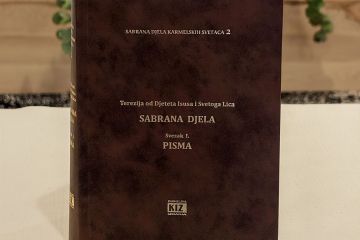 SABRANA DJELA KARMELSKIH SVETACA 2
Terezija od Djeteta Isusa i Svetoga Lica
SABRANA DJELA
Svezak I.
PISMA
KIZ